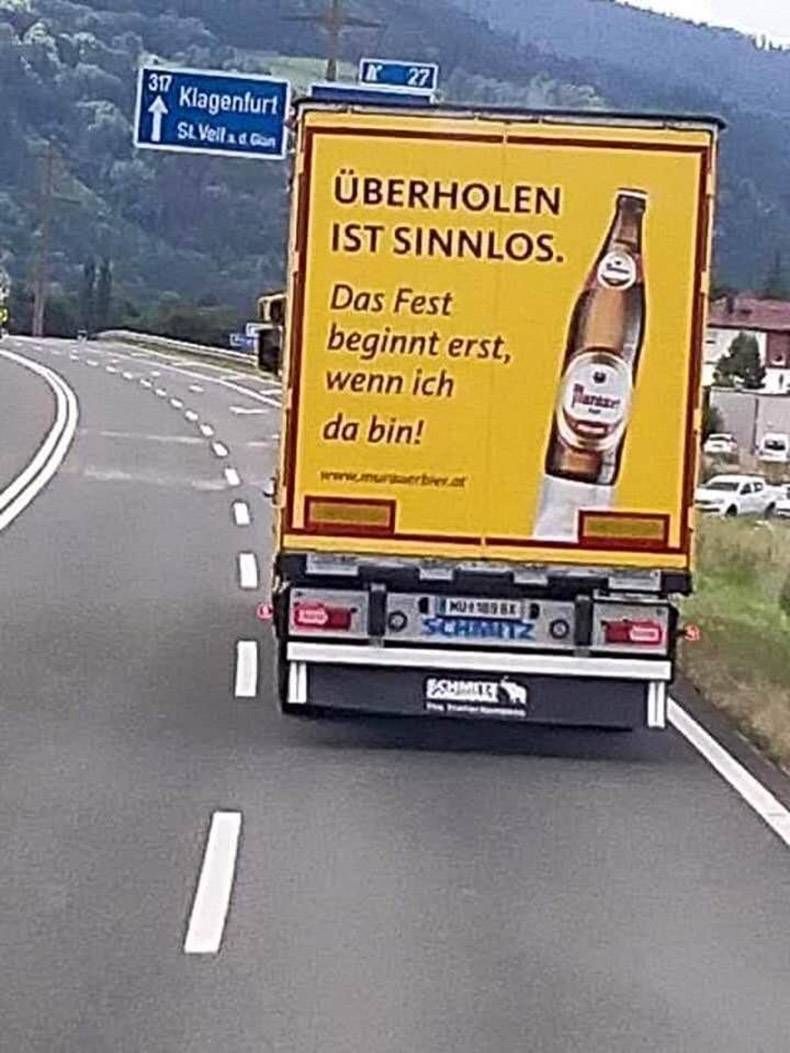 317
Klagenfurt
St. Veit a. d. Glan
27
ÜBERHOLEN
IST SINNLOS.
Das Fest
beginnt erst,
wenn ich
da bin!
www.murauerbier.at
Murauer
SCHMITZ
SCHMITZ